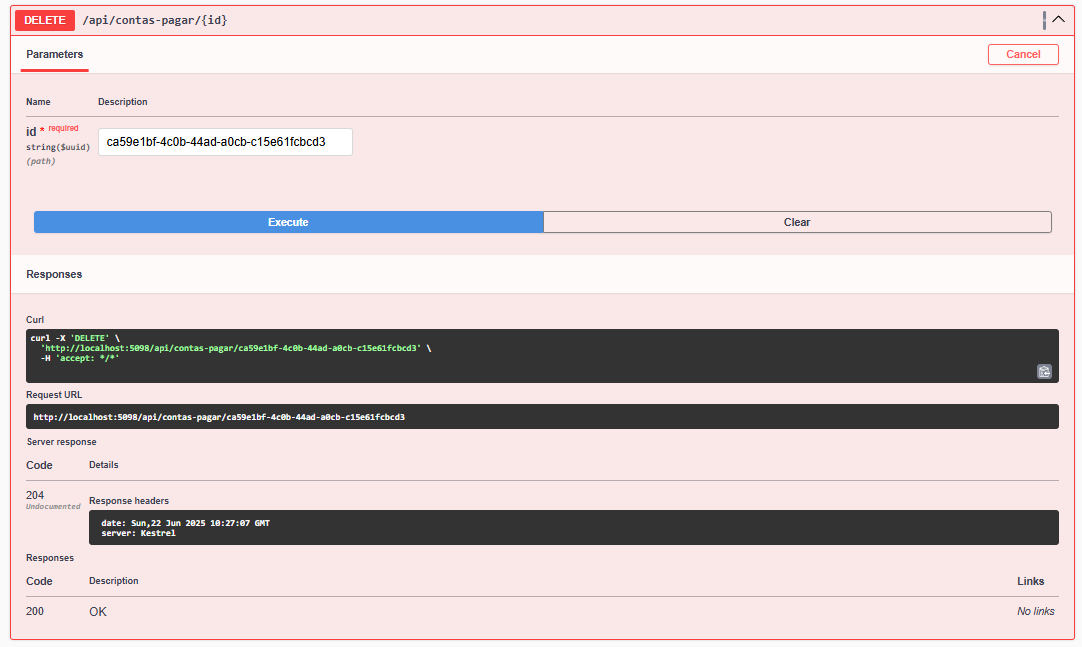 DELETE /api/contas-pagar/{id}
Parameters
Cancel
Name Description
id * required
string($uuid)
(path)
ca59e1bf-4c0b-44ad-a0cb-c15e61fcbcd3
Execute Clear
Responses
Curl
curl -X 'DELETE' \
'http://localhost:5098/api/contas-pagar/ca59e1bf-4c0b-44ad-a0cb-c15e61fcbcd3' \
-H 'accept: */*'
Request URL
http://localhost:5098/api/contas-pagar/ca59e1bf-4c0b-44ad-a0cb-c15e61fcbcd3
Server response
Code Details
204
Undocumented
Response headers
date: Sun,22 Jun 2025 10:27:07 GMT
server: Kestrel
Responses
Code Description Links
200 OK No links